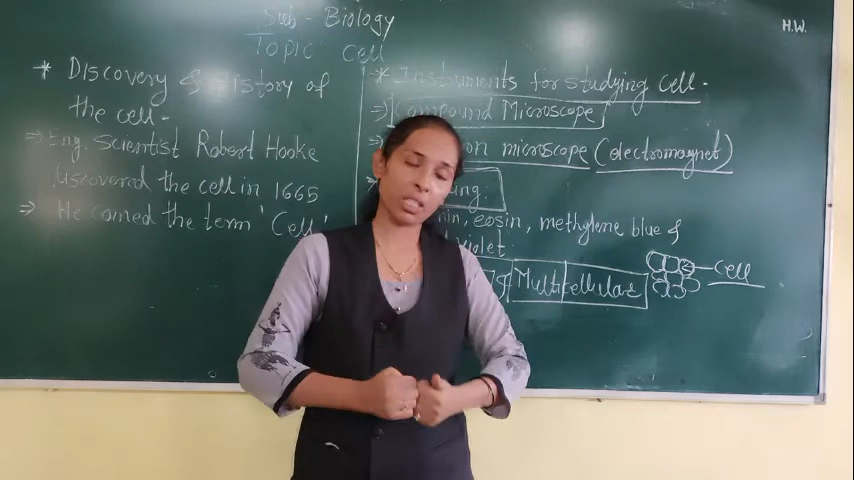 Sub - Biology
Topic Cell
H.W.
* Discovery & History of
the cell -
⇒ Eng. scientist Robert Hooke
discovered the cell in 1665
⇒ He coined the term 'Cell'
* Instruments for studying cell -
⇒ Compound Microscope
microscope (electromagnet)
eosin, methylene blue &
violet.
Multicellular
Cell